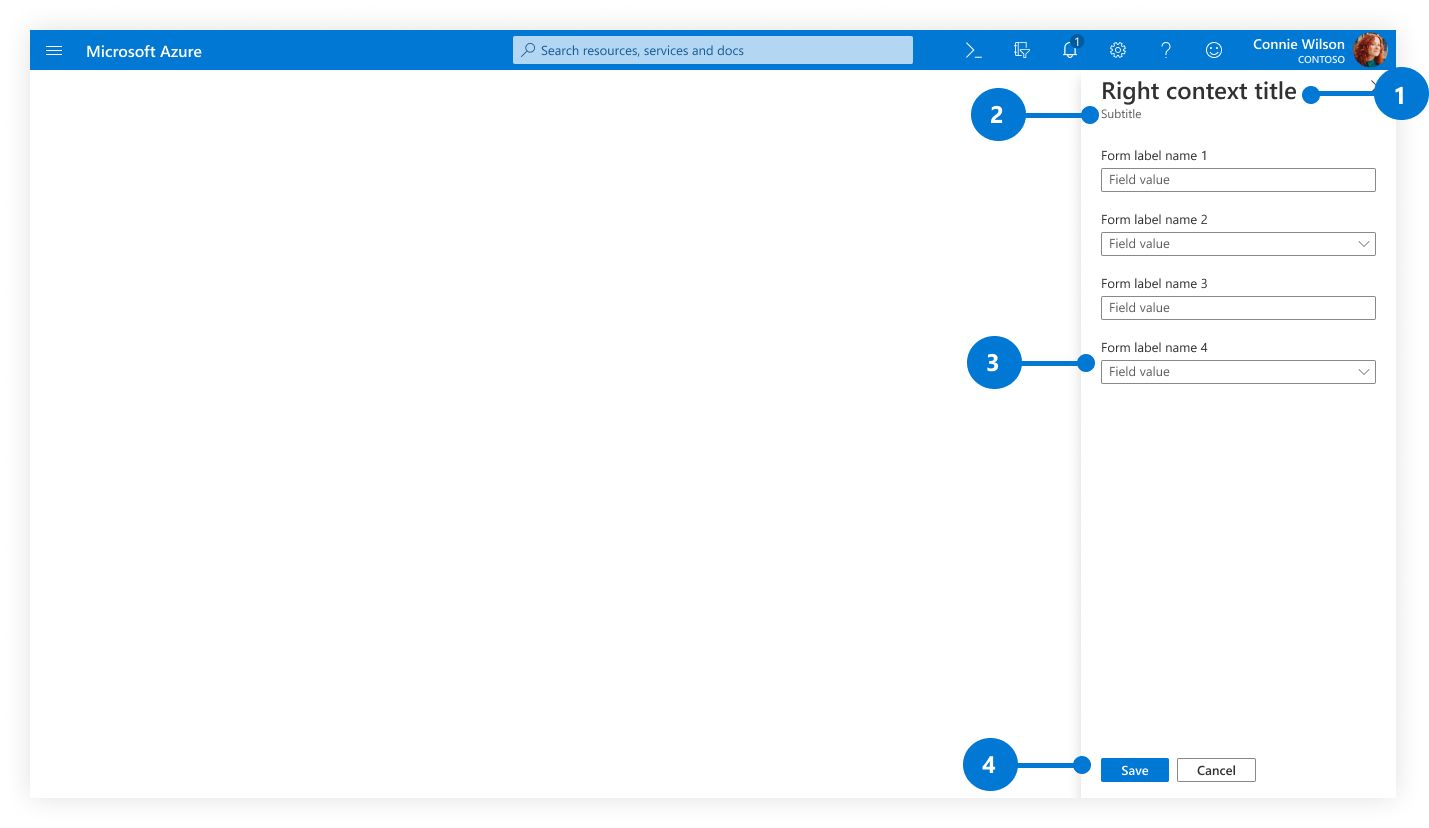 Microsoft Azure
Search resources, services and docs
1
Connie Wilson
CONTOSO
Right context title
1
2
Subtitle
Form label name 1
Field value
Form label name 2
Field value
Form label name 3
Field value
Form label name 4
3
Field value
4
Save
Cancel